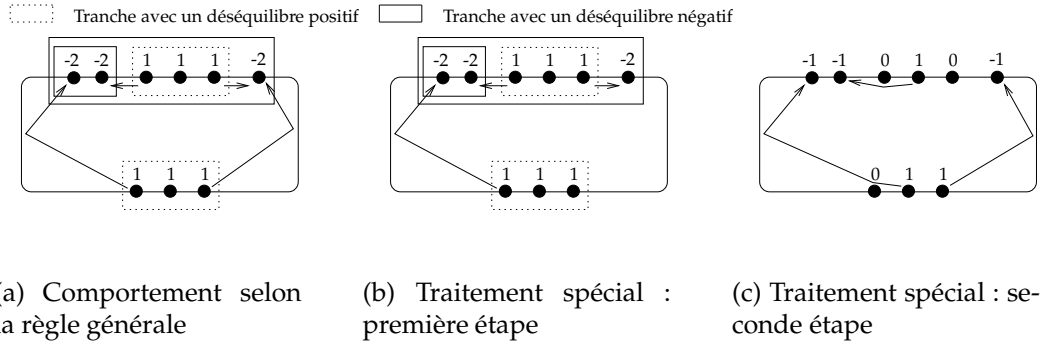 Tranche avec un déséquilibre positif Tranche avec un déséquilibre négatif
-2 -2 1 1 1 -2
1 1 1
-2 -2 1 1 1 -2
1 1 1
-1 -1 0 1 0 -1
0 1 1
a) Comportement selon
a règle générale
(b) Traitement spécial :
première étape
(c) Traitement spécial : se-
conde étape